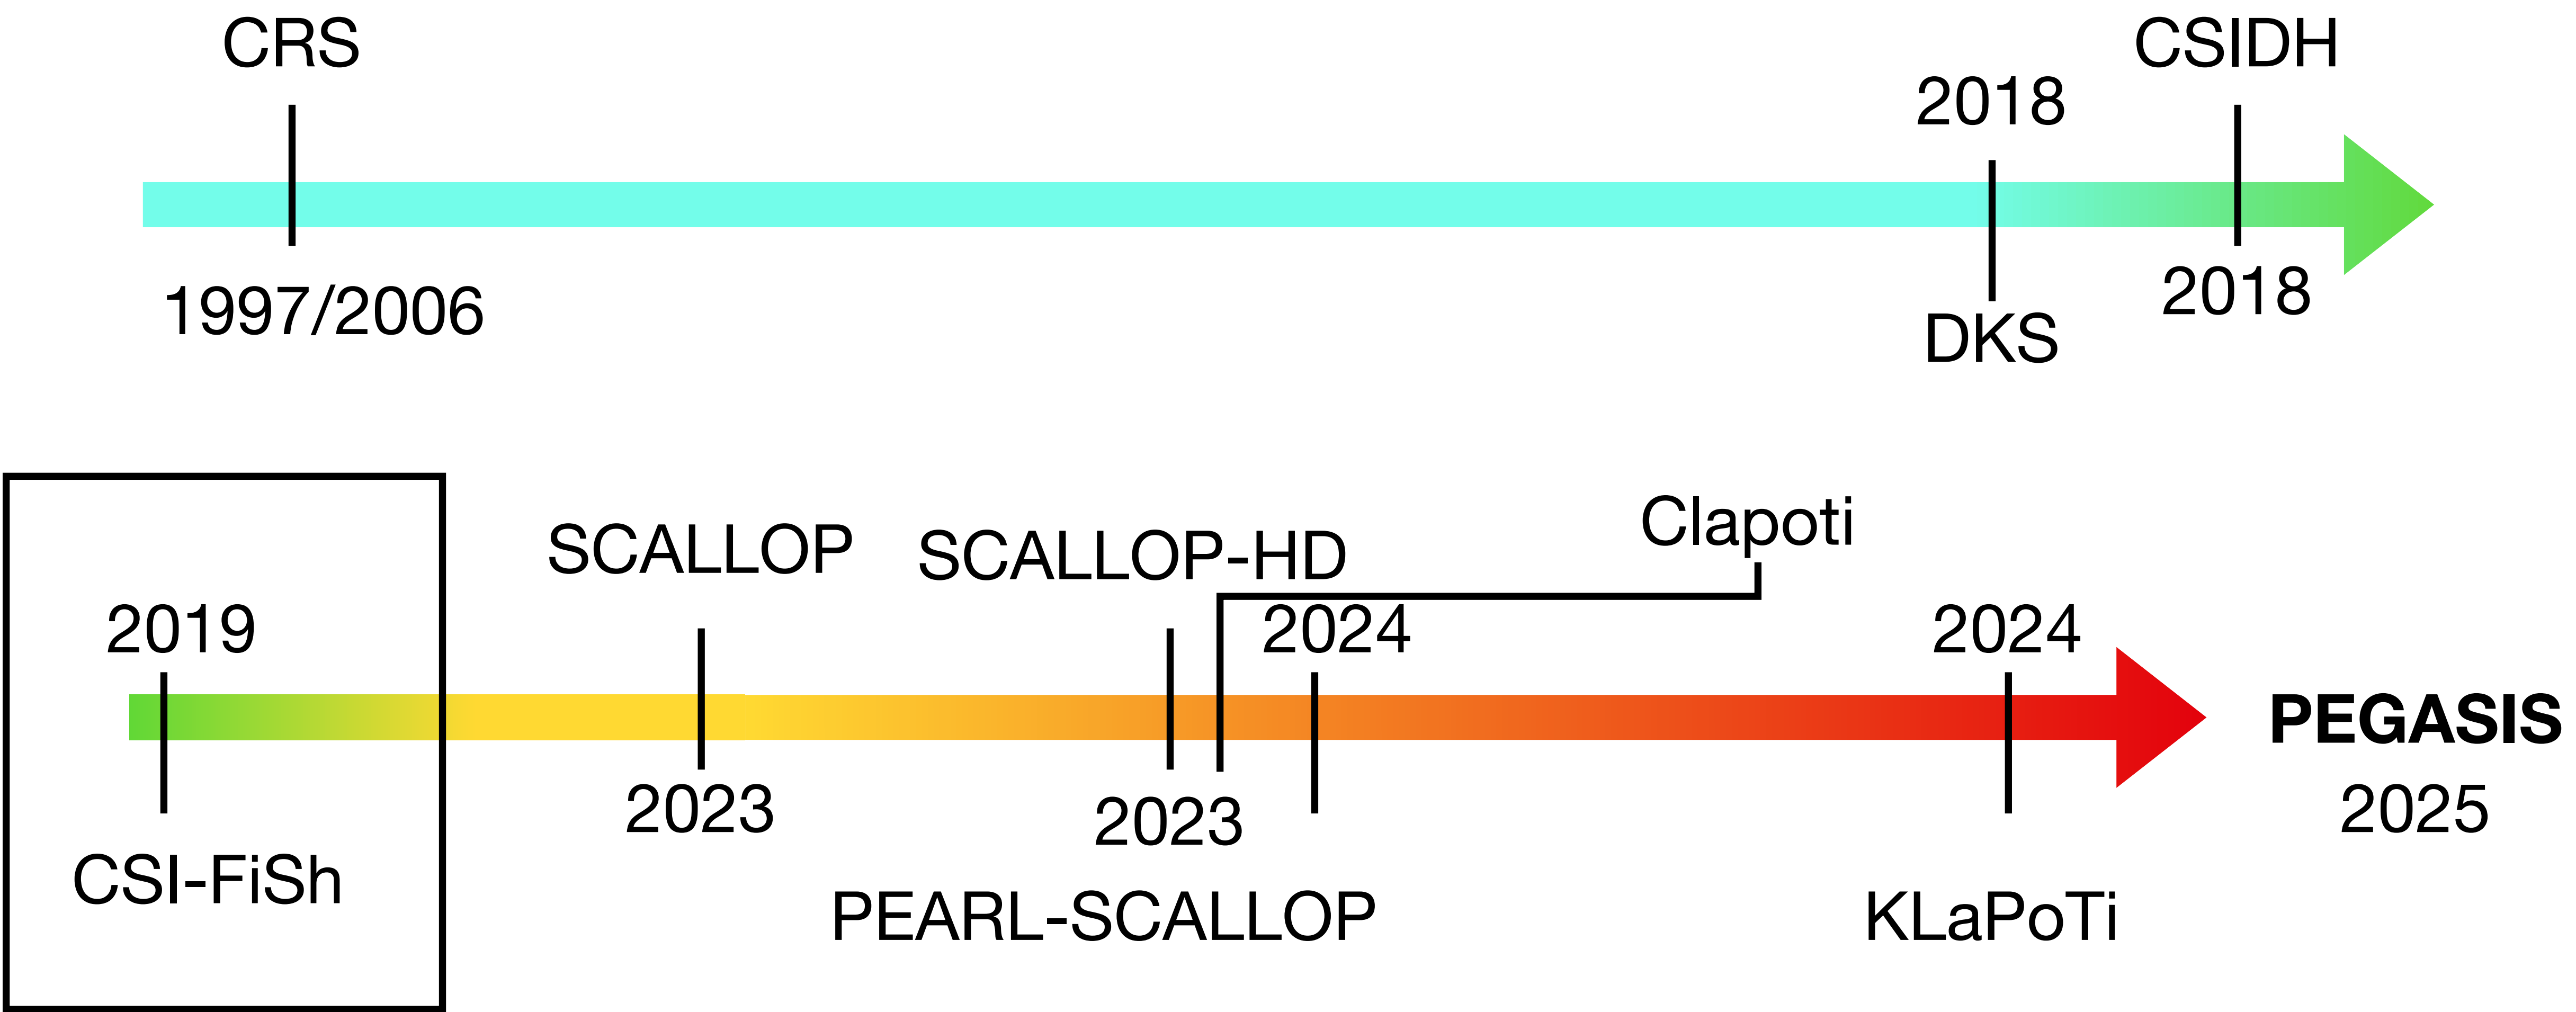 CRS
1997/2006
2018
DKS
CSIDH
2018
2019
CSI-FiSh
SCALLOP
2023
SCALLOP-HD
2023
Clapoti
2024
PEARL-SCALLOP
2024
KLaPoTi
PEGASIS
2025